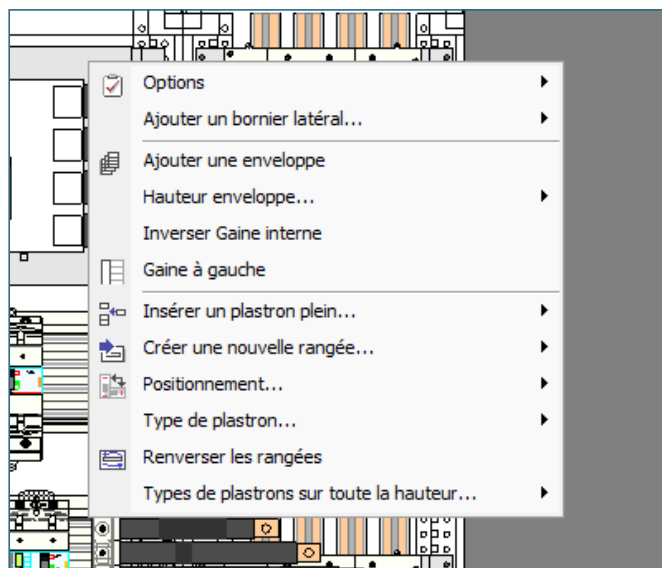 Options
Ajouter un bornier latéral...
Ajouter une enveloppe
Hauteur enveloppe...
Inverser Gaine interne
Gaine à gauche
Insérer un plastron plein...
Créer une nouvelle rangée...
Positionnement...
Type de plastron...
Renverser les rangées
Types de plastrons sur toute la hauteur...